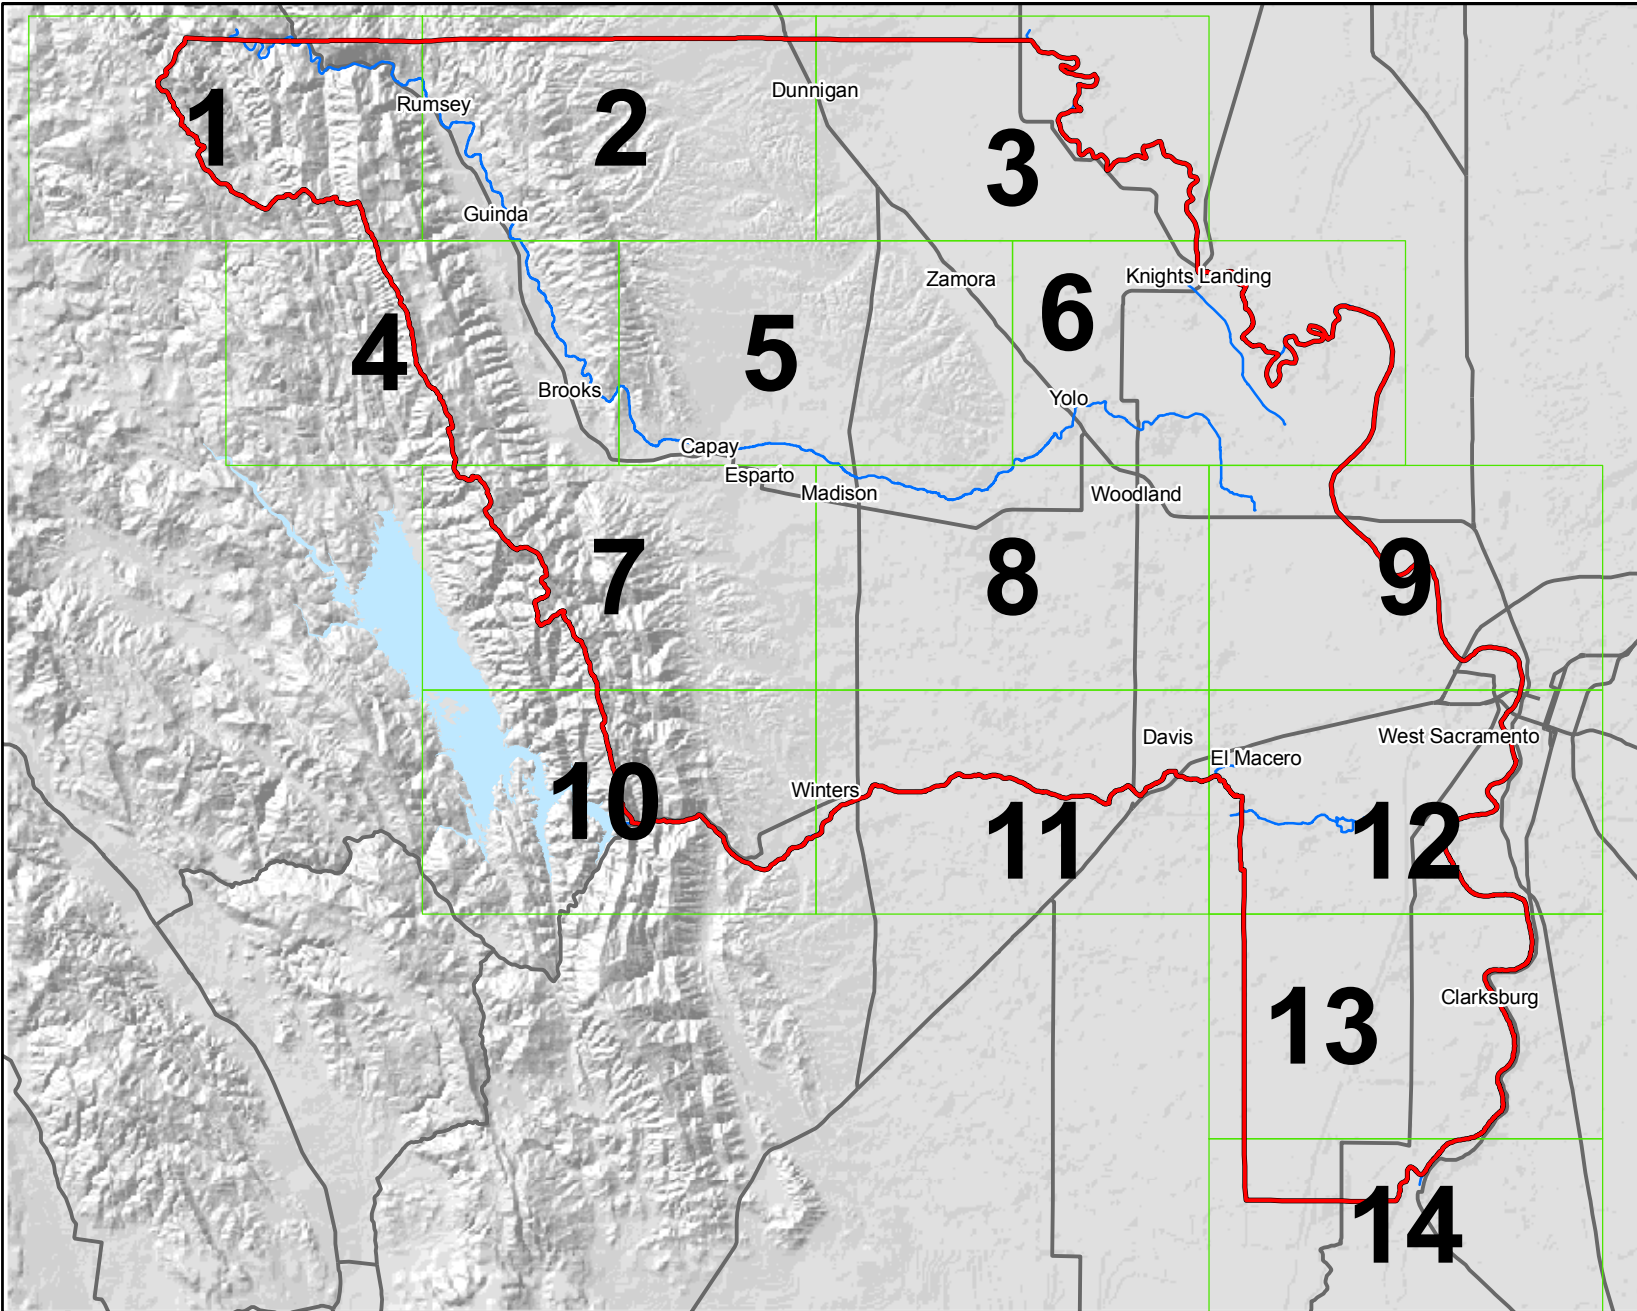 Dunnigan
Rumsey
1
2
3
Guinda
Zamora
Knights Landing
6
4
5
Brooks
Yolo
Capay
Esparto
Madison
Woodland
7
8
9
Davis
West Sacramento
El Macero
Winters
10
11
12
Clarksburg
13
14